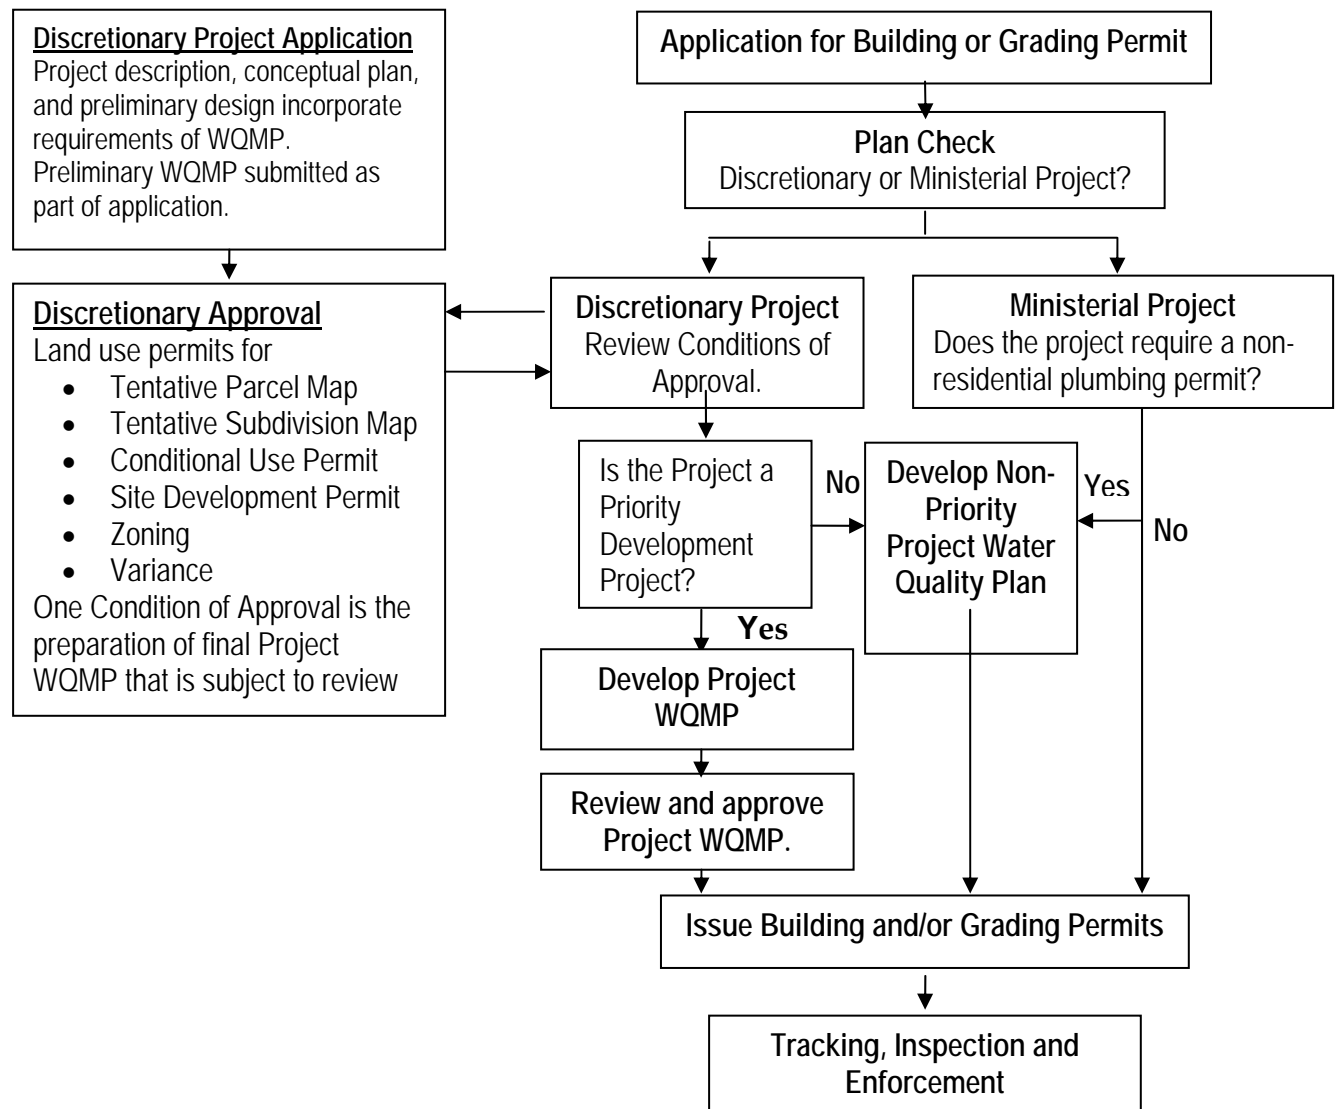 Discretionary Project Application
Project description, conceptual plan,
and preliminary design incorporate
requirements of WQMP.
Preliminary WQMP submitted as
part of application.
Application for Building or Grading Permit
Plan Check
Discretionary or Ministerial Project?
Discretionary Approval
Land use permits for
• Tentative Parcel Map
• Tentative Subdivision Map
• Conditional Use Permit
• Site Development Permit
• Zoning
• Variance
One Condition of Approval is the
preparation of final Project
WQMP that is subject to review
Discretionary Project
Review Conditions of
Approval.
Ministerial Project
Does the project require a non-
residential plumbing permit?
Is the Project a
Priority
Development
Project?
No
Develop Non-
Priority
Project Water
Quality Plan
Yes
No
Yes
Develop Project
WQMP
Review and approve
Project WQMP.
Issue Building and/or Grading Permits
Tracking, Inspection and
Enforcement